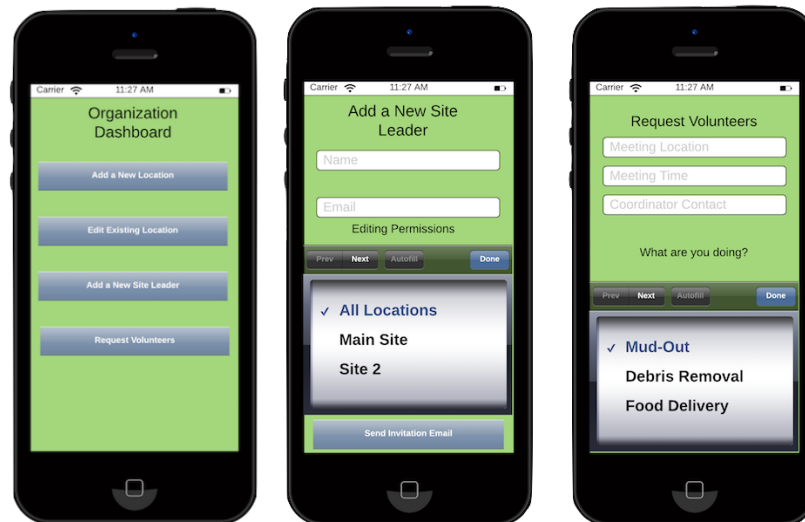 Carrier 11:27 AM
Organization
Dashboard
Add a New Location
Edit Existing Location
Add a New Site Leader
Request Volunteers
Carrier 11:27 AM
Add a New Site
Leader
Name
Email
Editing Permissions
Prev Next Autofill Done
✓ All Locations
Main Site
Site 2
Send Invitation Email
Carrier 11:27 AM
Request Volunteers
Meeting Location
Meeting Time
Coordinator Contact
What are you doing?
Prev Next Autofill Done
✓ Mud-Out
Debris Removal
Food Delivery